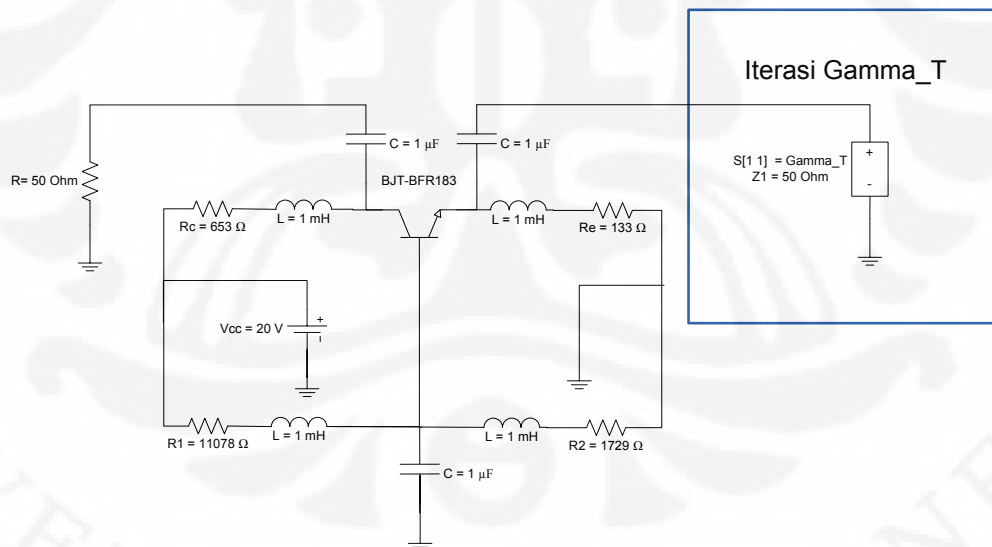 Iterasi Gamma_T
C = 1 µF
C = 1 µF
S[1 1] = Gamma_T
Z1 = 50 Ohm
+
-
R= 50 Ohm
BJT-BFR183
Rc = 653 Ω
L = 1 mH
L = 1 mH
Re = 133 Ω
Vcc = 20 V
+
-
R1 = 11078 Ω
L = 1 mH
L = 1 mH
R2 = 1729 Ω
C = 1 µF